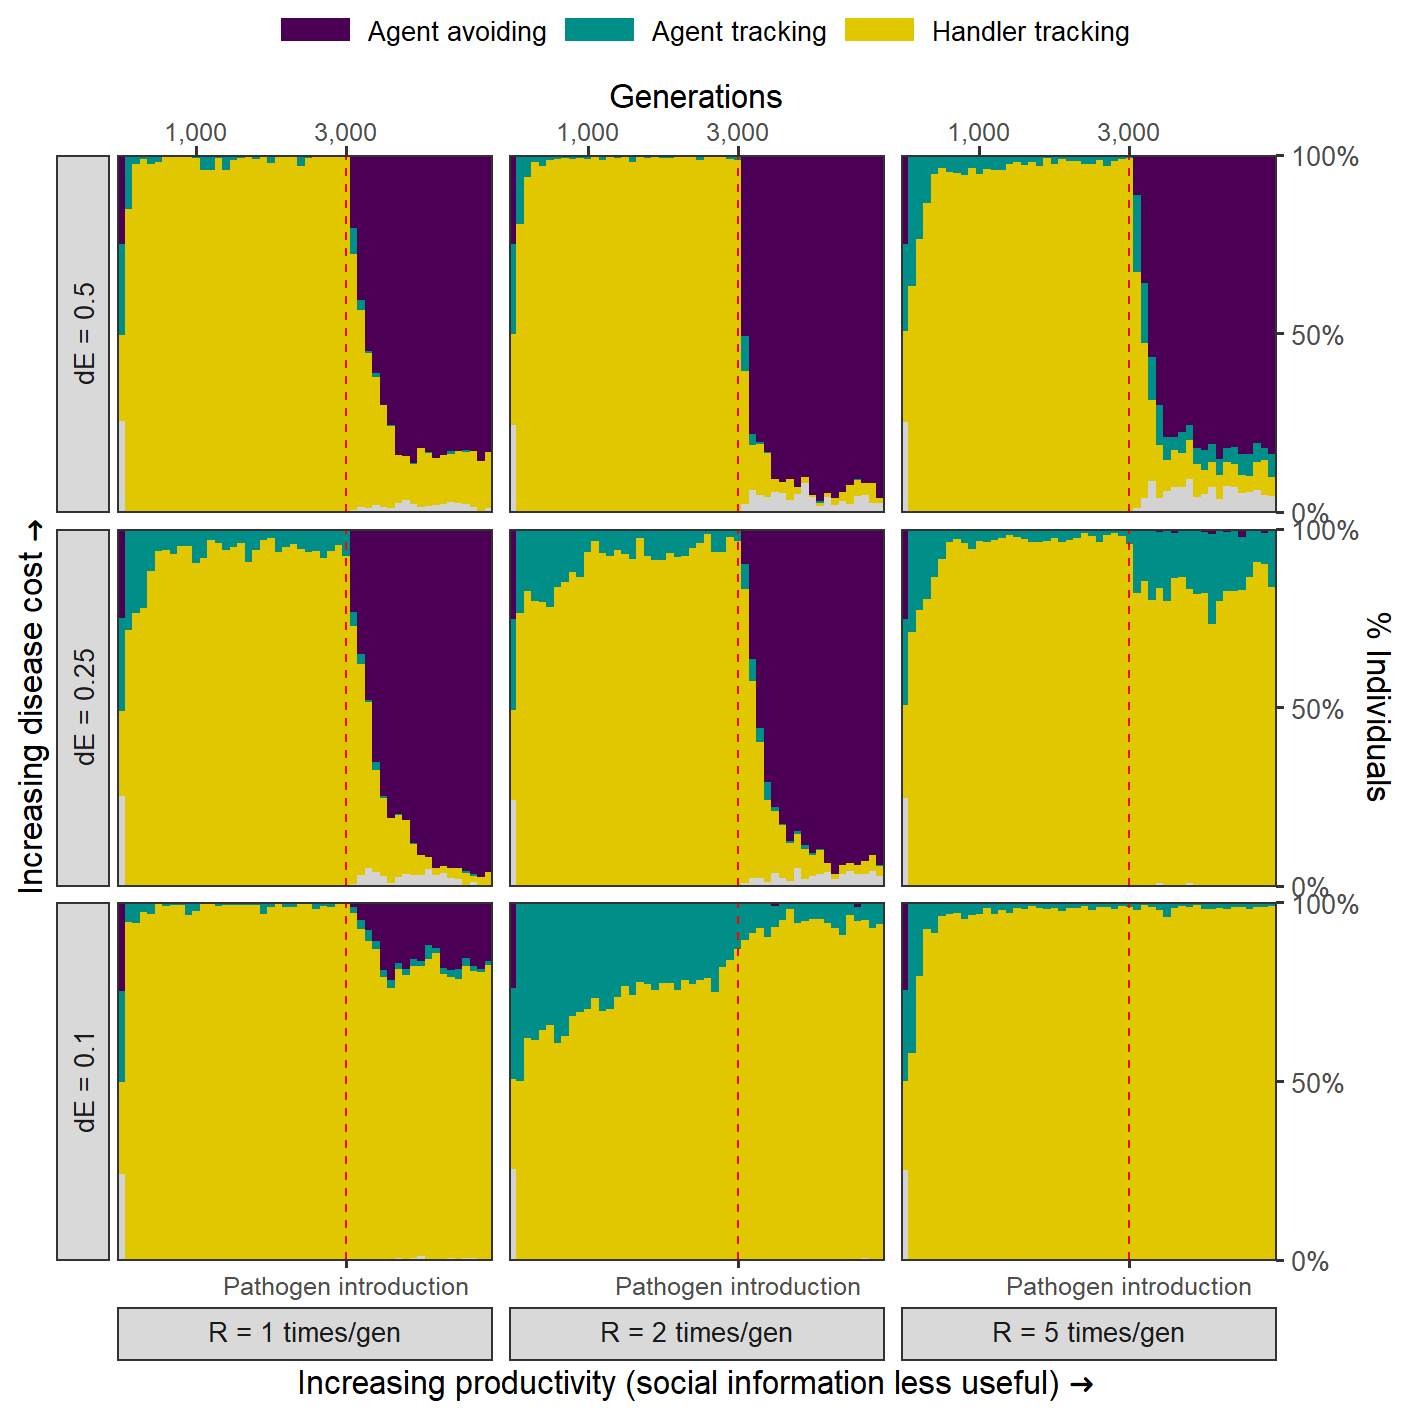 Agent avoiding Agent tracking Handler tracking
Generations
1,000 3,000 1,000 3,000 1,000 3,000
dE = 0.5
100%
50%
0%
dE = 0.25
100%
50%
0%
dE = 0.1
100%
50%
0%
Increasing disease cost →
% Individuals
Pathogen introduction Pathogen introduction Pathogen introduction
R = 1 times/gen R = 2 times/gen R = 5 times/gen
Increasing productivity (social information less useful) →